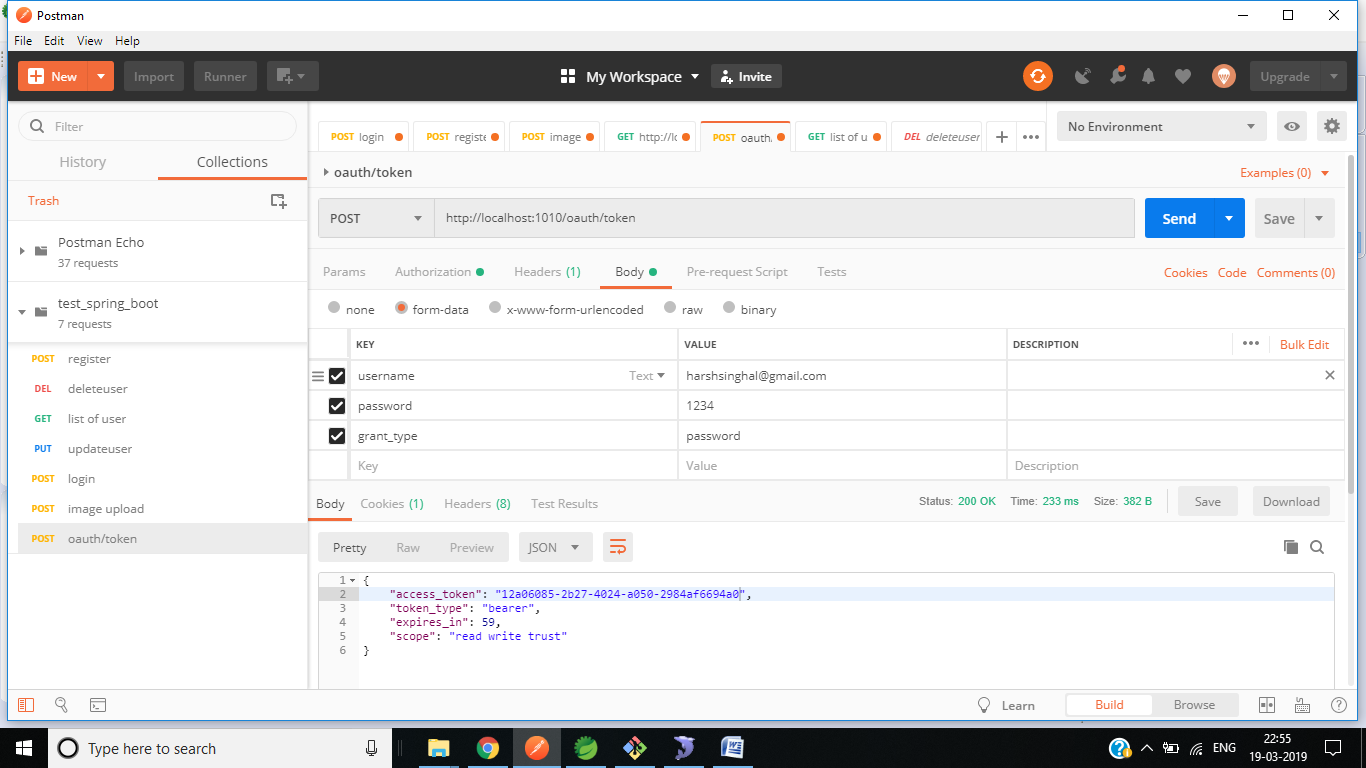 Postman
File Edit View Help
New Import Runner My Workspace Invite Upgrade
Filter
History Collections
Trash
Postman Echo
37 requests
test_spring_boot
7 requests
POST register
DEL deleteuser
GET list of user
PUT updateuser
POST login
POST image upload
POST oauth/token
POST login POST registe POST image GET http://lo POST oauth. GET list of u DEL deleteuser + ••• No Environment
oauth/token Examples (0)
POST http://localhost:1010/oauth/token Send Save
Params Authorization Headers (1) Body Pre-request Script Tests Cookies Code Comments (0)
none form-data x-www-form-urlencoded raw binary
KEY VALUE DESCRIPTION ••• Bulk Edit
username Text harshsinghal@gmail.com
password 1234
grant_type password
Key Value Description
Body Cookies (1) Headers (8) Test Results Status: 200 OK Time: 233 ms Size: 382 B Save Download
Pretty Raw Preview JSON
1 {
2 "access_token": "12a06085-2b27-4024-a050-2984af6694a0",
3 "token_type": "bearer",
4 "expires_in": 59,
5 "scope": "read write trust"
6 }
Learn Build Browse
Type here to search ENG 22:55
19-03-2019